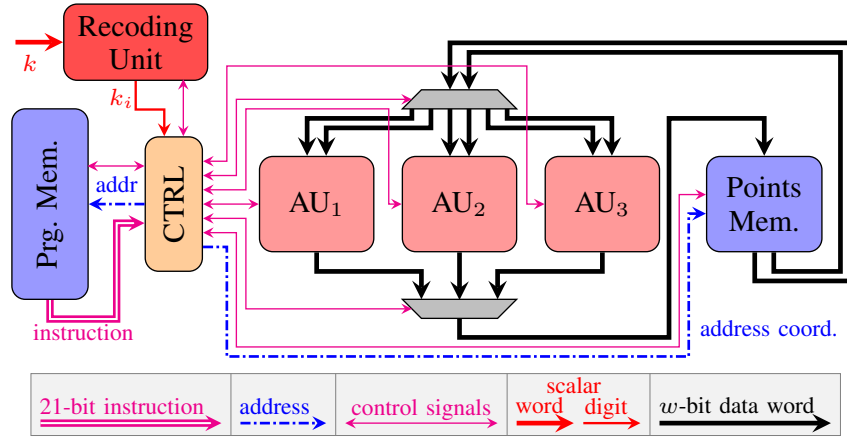 Recoding
Unit
k
k_i
Prg. Mem.
addr
CTRL
AU_1
AU_2
AU_3
Points
Mem.
instruction
address coord.
21-bit instruction
address
control signals
scalar
word digit
w-bit data word